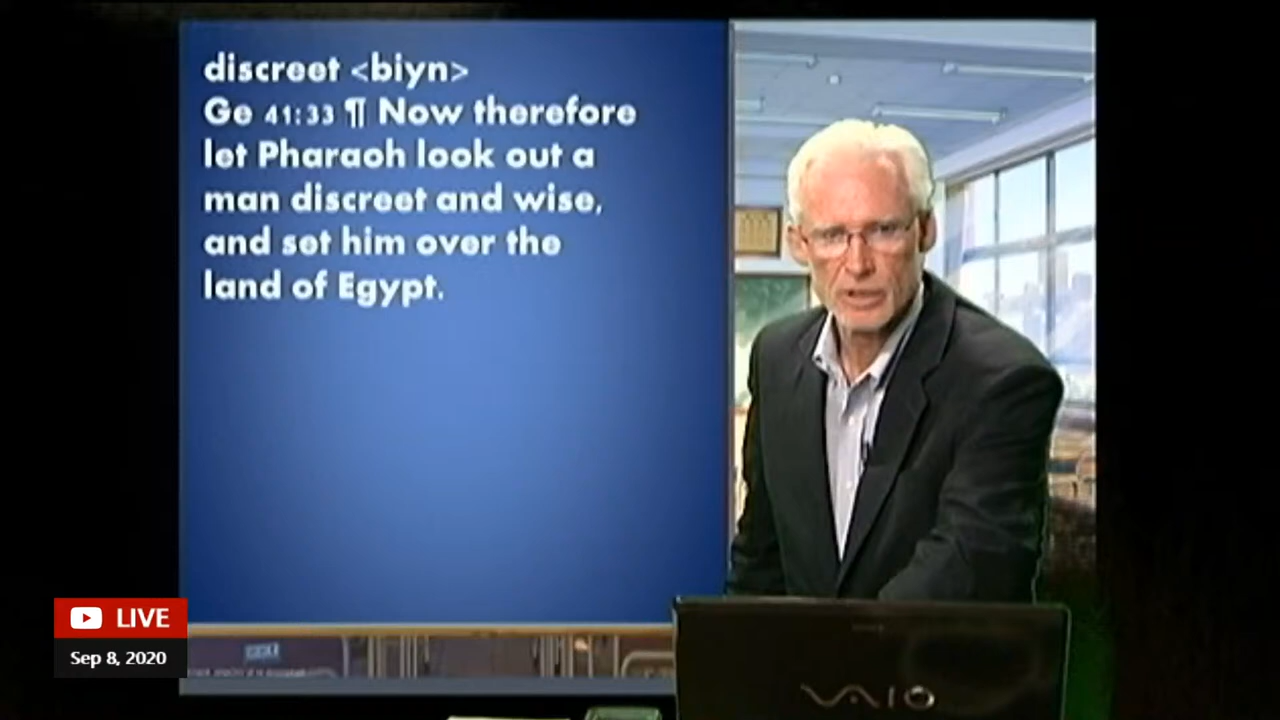 discreet <biyn>
Ge 41:33 ¶ Now therefore
let Pharaoh look out a
man discreet and wise,
and set him over the
land of Egypt.
LIVE
Sep 8, 2020
VAIO